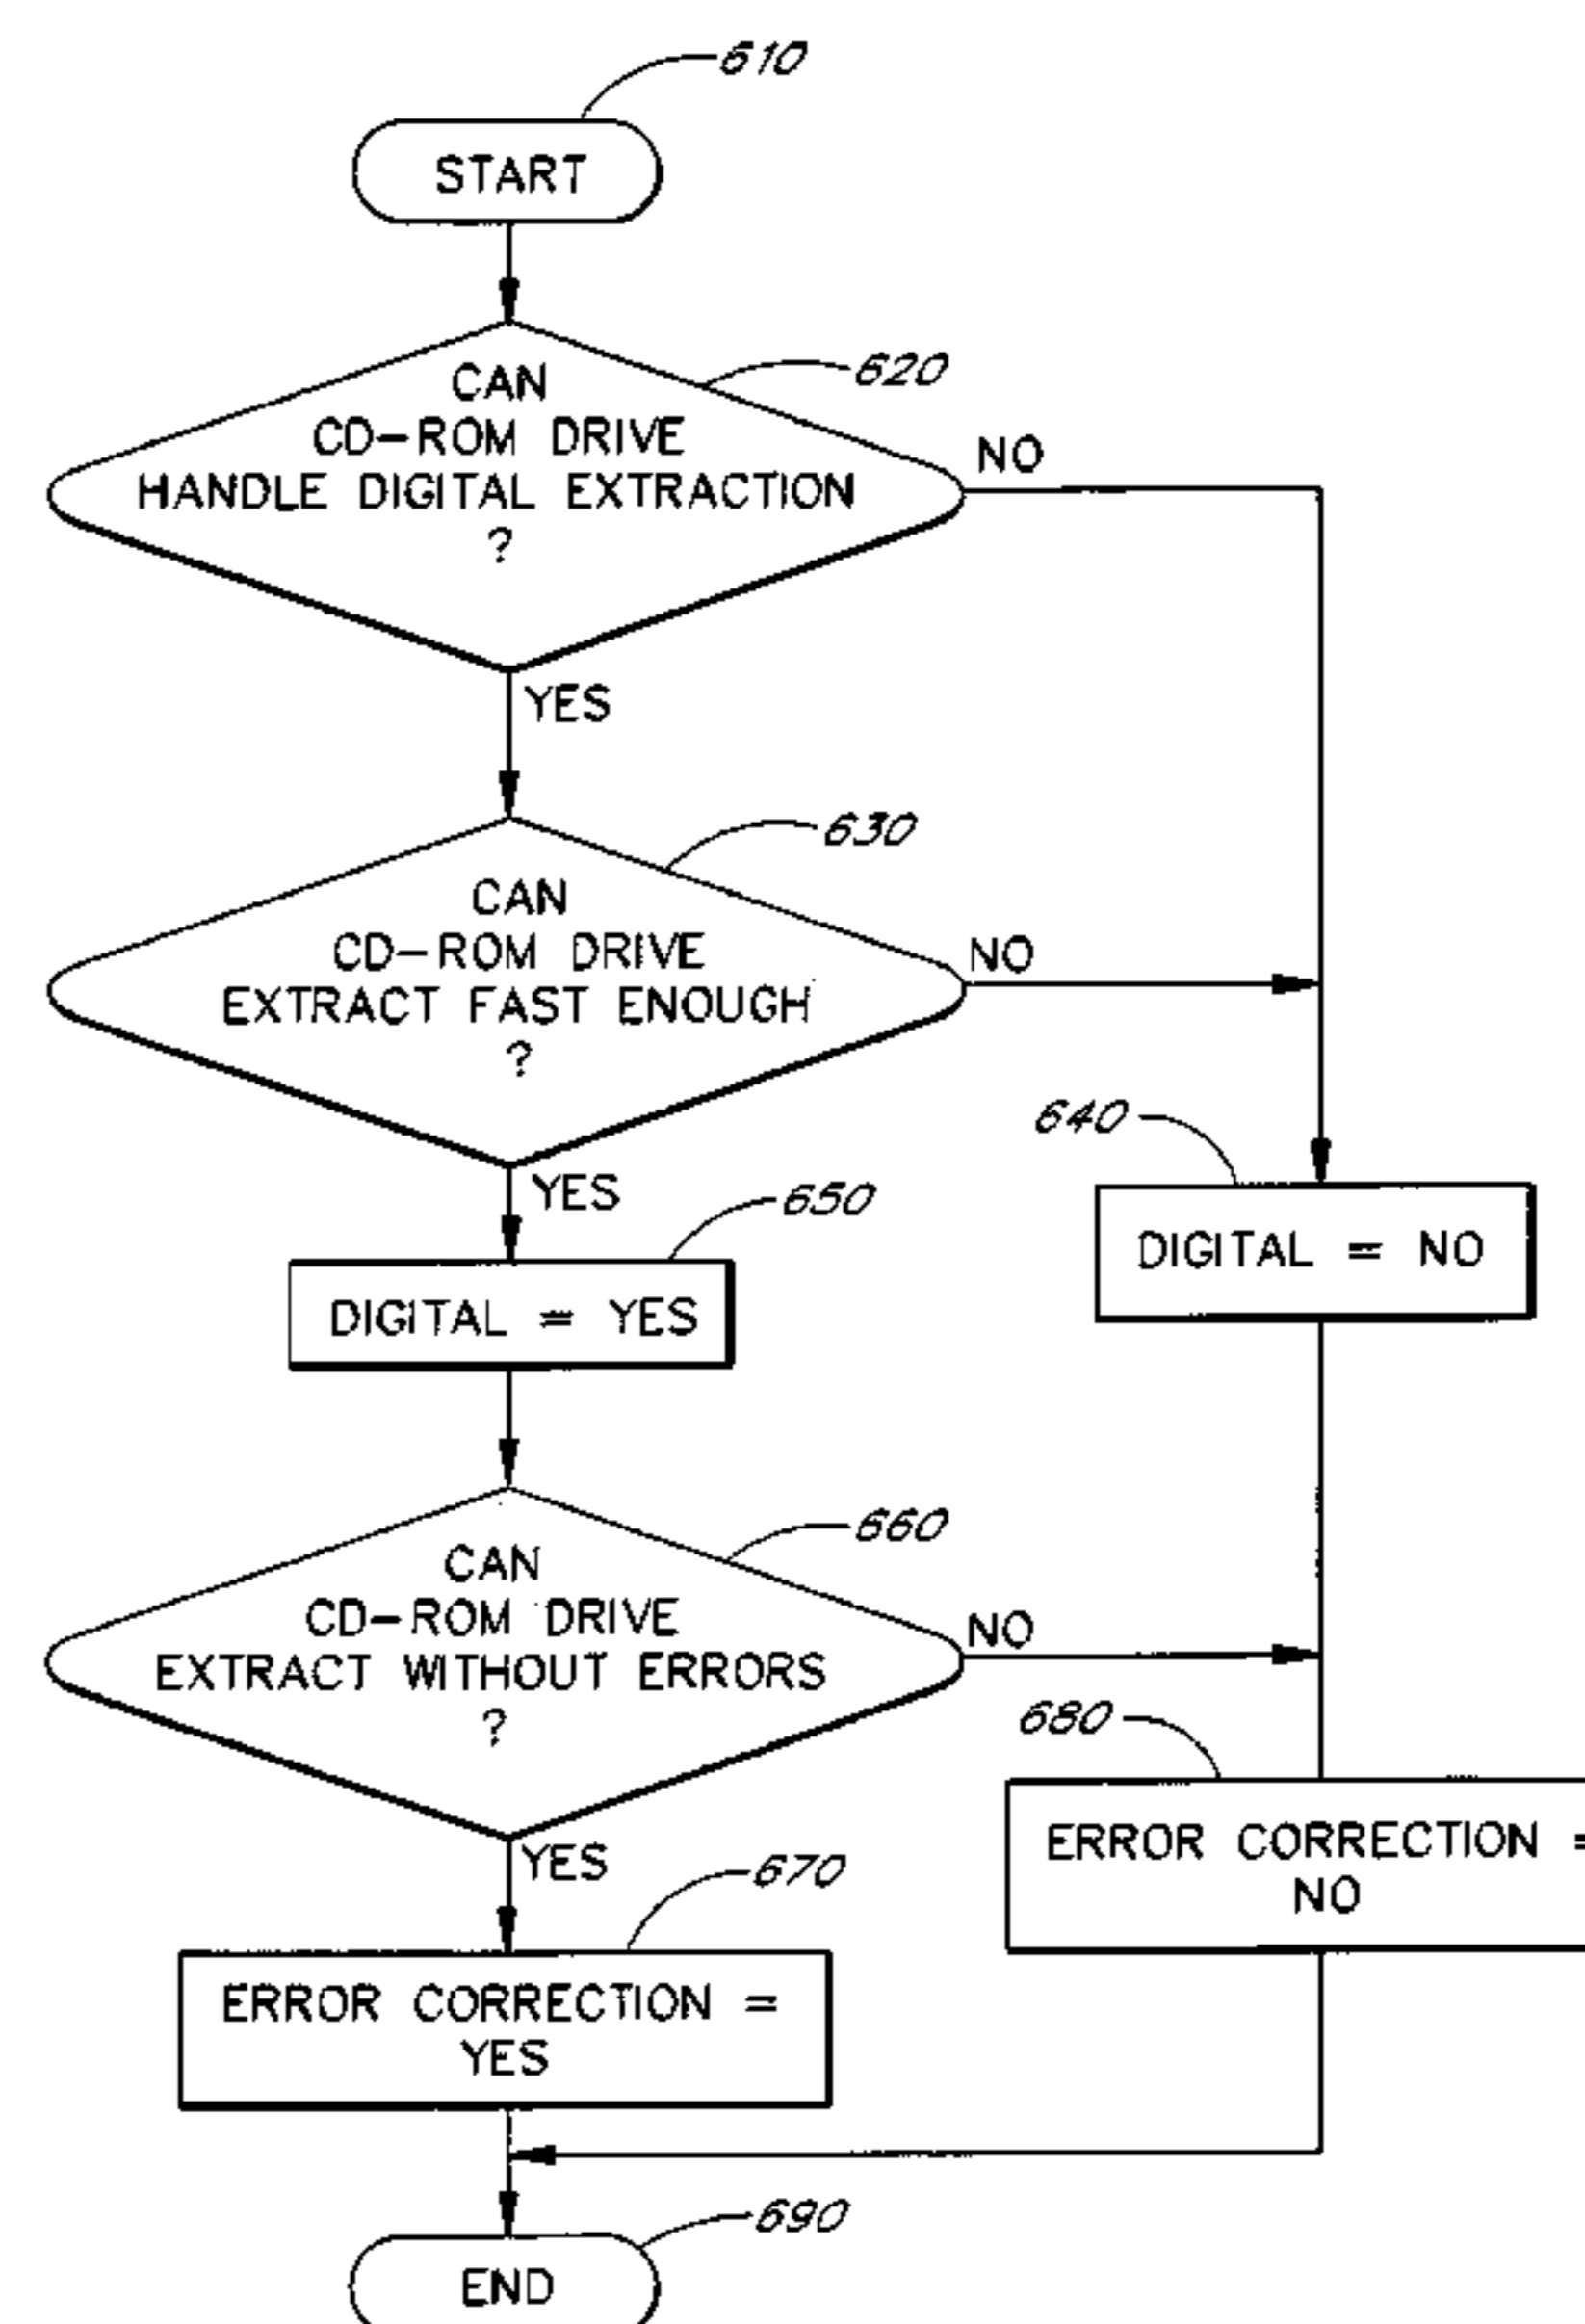 610
START
620
CAN
CD-ROM DRIVE
HANDLE DIGITAL EXTRACTION
?
NO
YES
630
CAN
CD-ROM DRIVE
EXTRACT FAST ENOUGH
?
NO
YES
640
DIGITAL = NO
650
DIGITAL = YES
660
CAN
CD-ROM DRIVE
EXTRACT WITHOUT ERRORS
?
NO
YES
680
ERROR CORRECTION =
NO
670
ERROR CORRECTION =
YES
690
END